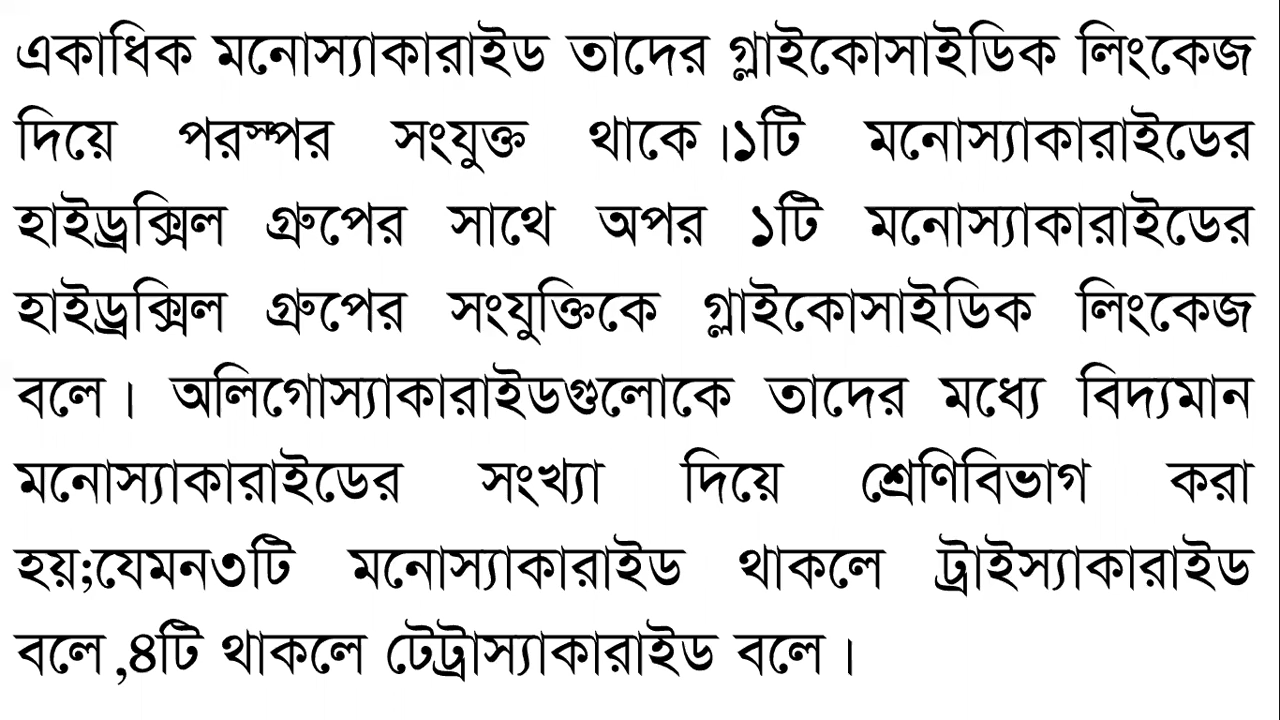 একাধিক মনোস্যাকারাইড তাদের গ্লাইকোসাইডিক লিংকেজ
দিয়ে পরস্পর সংযুক্ত থাকে।১টি মনোস্যাকারাইডের
হাইড্রক্সিল গ্রুপের সাথে অপর ১টি মনোস্যাকারাইডের
হাইড্রক্সিল গ্রুপের সংযুক্তিকে গ্লাইকোসাইডিক লিংকেজ
বলে। অলিগোস্যাকারাইডগুলোকে তাদের মধ্যে বিদ্যমান
মনোস্যাকারাইডের সংখ্যা দিয়ে শ্রেণিবিভাগ করা
হয়;যেমন৩টি মনোস্যাকারাইড থাকলে ট্রাইস্যাকারাইড
বলে,৪টি থাকলে টেট্রাস্যাকারাইড বলে।